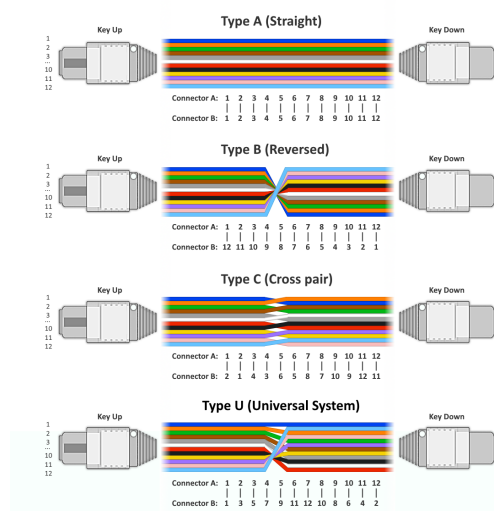 Type A (Straight)
Key Up
Key Down
1
2
3
...
10
11
12
Connector A: 1 2 3 4 5 6 7 8 9 10 11 12
| | | | | | | | | | | |
Connector B: 1 2 3 4 5 6 7 8 9 10 11 12
Type B (Reversed)
Key Up
Key Down
1
2
3
...
10
11
12
Connector A: 1 2 3 4 5 6 7 8 9 10 11 12
| | | | | | | | | | | |
Connector B: 12 11 10 9 8 7 6 5 4 3 2 1
Type C (Cross pair)
Key Up
Key Down
1
2
3
...
10
11
12
Connector A: 1 2 3 4 5 6 7 8 9 10 11 12
| | | | | | | | | | | |
Connector B: 2 1 4 3 6 5 8 7 10 9 12 11
Type U (Universal System)
Key Up
Key Down
1
2
3
...
10
11
12
Connector A: 1 2 3 4 5 6 7 8 9 10 11 12
| | | | | | | | | | | |
Connector B: 1 3 5 7 9 11 12 10 8 6 4 2